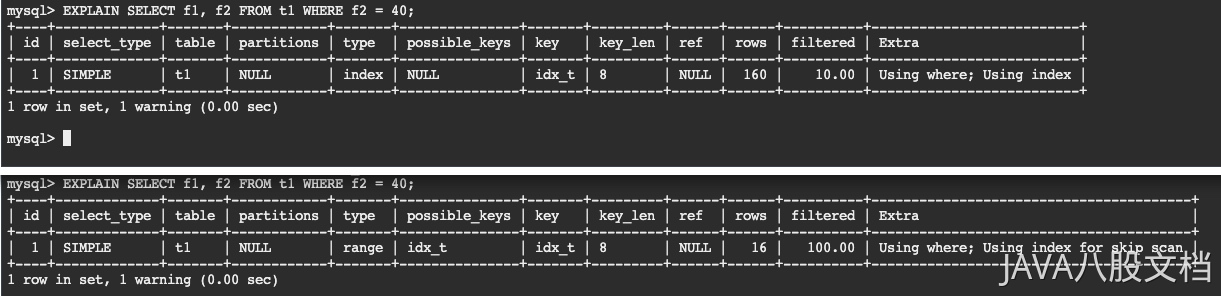 mysql> EXPLAIN SELECT f1, f2 FROM t1 WHERE f2 = 40;
+----+-------------+-------+------------+-------+---------------+-------+---------+------+------+----------+--------------------------+
| id | select_type | table | partitions | type | possible_keys | key | key_len | ref | rows | filtered | Extra |
+----+-------------+-------+------------+-------+---------------+-------+---------+------+------+----------+--------------------------+
| 1 | SIMPLE | t1 | NULL | index | NULL | idx_t | 8 | NULL | 160 | 10.00 | Using where; Using index |
+----+-------------+-------+------------+-------+---------------+-------+---------+------+------+----------+--------------------------+
1 row in set, 1 warning (0.00 sec)
mysql>
mysql> EXPLAIN SELECT f1, f2 FROM t1 WHERE f2 = 40;
+----+-------------+-------+------------+-------+---------------+-------+---------+------+------+----------+----------------------------------------+
| id | select_type | table | partitions | type | possible_keys | key | key_len | ref | rows | filtered | Extra |
+----+-------------+-------+------------+-------+---------------+-------+---------+------+------+----------+----------------------------------------+
| 1 | SIMPLE | t1 | NULL | range | idx_t | idx_t | 8 | NULL | 16 | 100.00 | Using where; Using index for skip scan |
+----+-------------+-------+------------+-------+---------------+-------+---------+------+------+----------+----------------------------------------+
1 row in set, 1 warning (0.00 sec)
JAVA八股文档